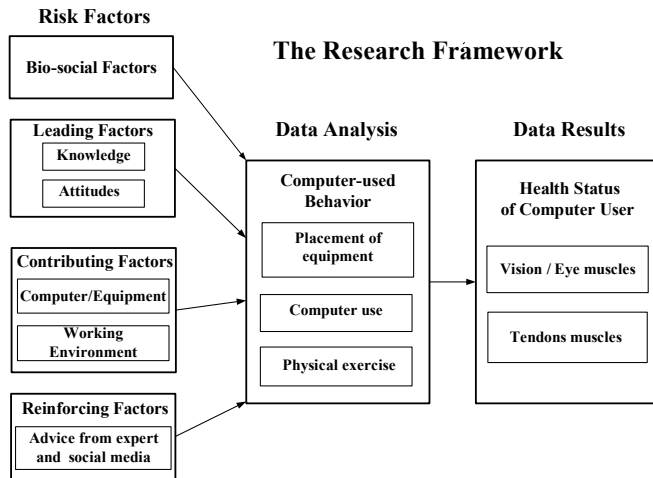 Risk Factors
The Research Framework
Bio-social Factors
Leading Factors
Knowledge
Attitudes
Contributing Factors
Computer/Equipment
Working
Environment
Reinforcing Factors
Advice from expert
and social media
Data Analysis
Computer-used
Behavior
Placement of
equipment
Computer use
Physical exercise
Data Results
Health Status
of Computer User
Vision / Eye muscles
Tendons muscles